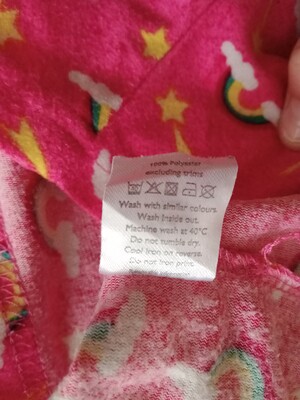 100% Polyester
excluding trims
Wash with similar colours.
Wash inside out.
Machine wash at 40°C
Do not tumble dry.
Cool iron on reverse.
Do not iron print.